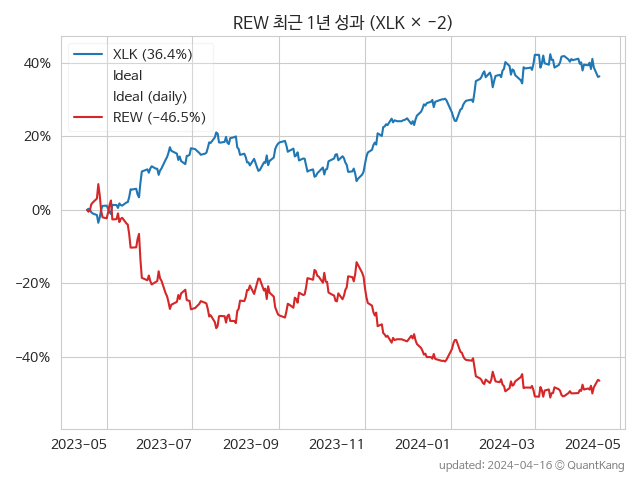 REW 최근 1년 성과 (XLK × −2)
XLK (36.4%)
Ideal
Ideal (daily)
REW (−46.5%)
40%
20%
0%
−20%
−40%
2023-05 2023-07 2023-09 2023-11 2024-01 2024-03 2024-05
updated: 2024-04-16 © QuantKang